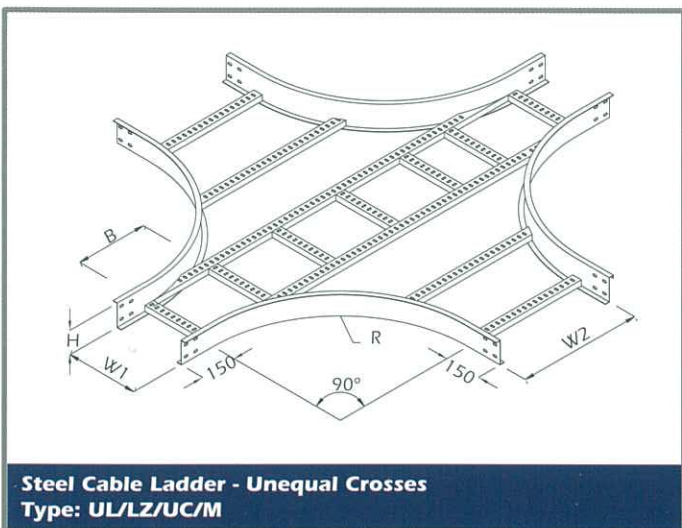 B
H
W1
150
R
90°
150
W2
Steel Cable Ladder - Unequal Crosses
Type: UL/LZ/UC/M